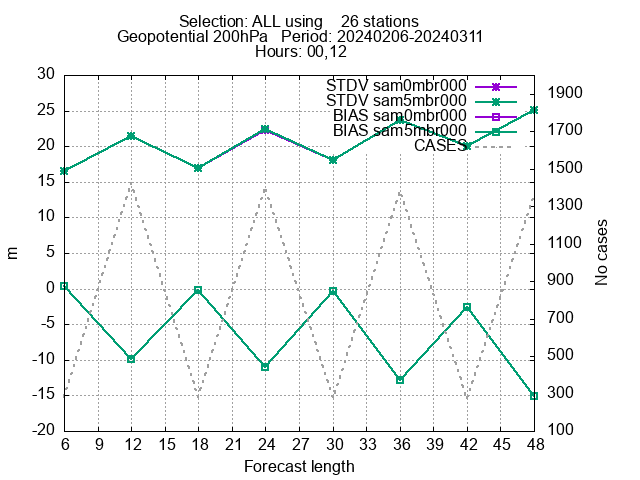 Selection: ALL using    26 stations
Geopotential 200hPa   Period: 20240206-20240311
Hours: 00,12
STDV sam0mbr000
STDV sam5mbr000
BIAS sam0mbr000
BIAS sam5mbr000
CASES
30
25
20
15
10
5
0
-5
-10
-15
-20
m
1900
1700
1500
1300
1100
900
700
500
300
100
No cases
6 9 12 15 18 21 24 27 30 33 36 39 42 45 48
Forecast length